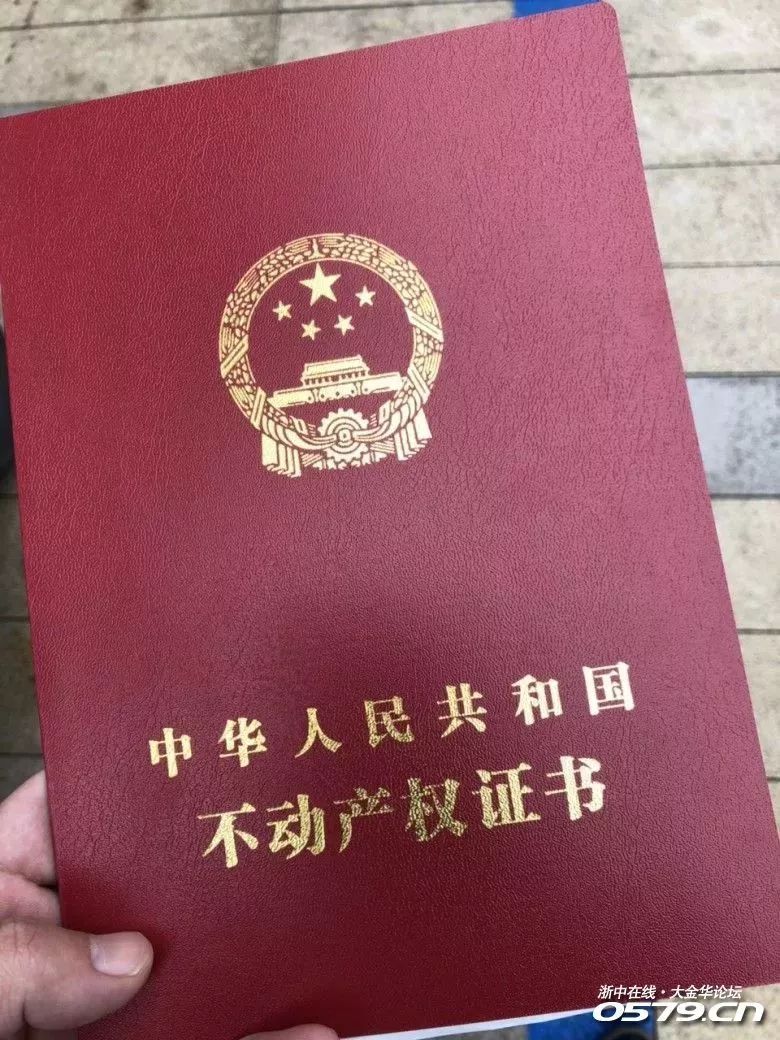 中华人民共和国
不动产权证书
浙中在线·大金华论坛
0579.cn